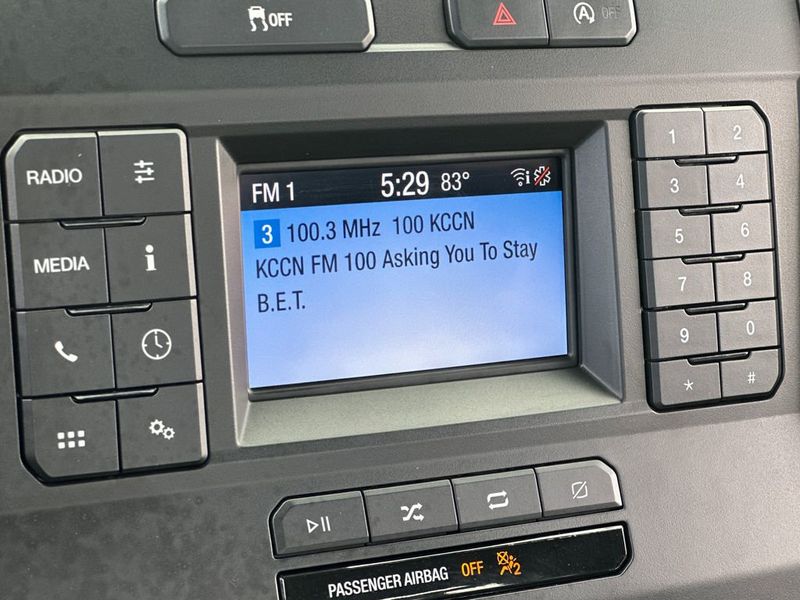 OFF
A OFF
RADIO
MEDIA
i
FM 1 5:29 83° i
3 100.3 MHz 100 KCCN
KCCN FM 100 Asking You To Stay
B.E.T.
1 2
3 4
5 6
7 8
9 0
* #
PASSENGER AIRBAG OFF 2